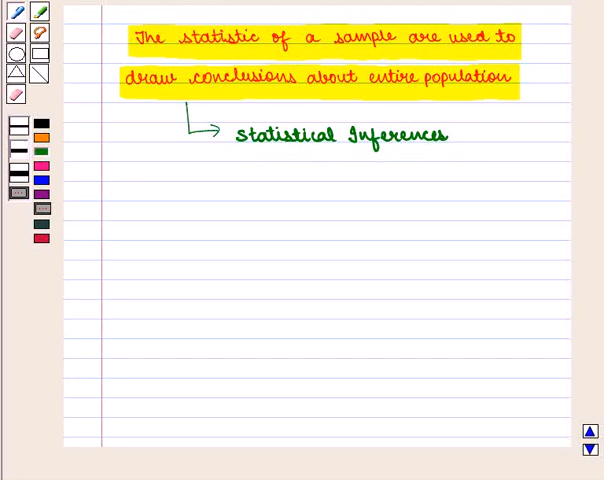 The statistic of a sample are used to
draw conclusions about entire population
Statistical Inferences